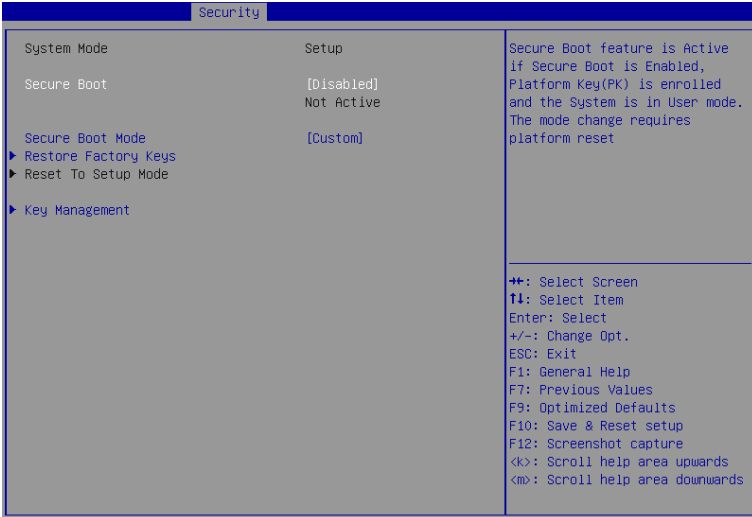 Security
System Mode Setup
Secure Boot [Disabled]
Not Active
Secure Boot Mode [Custom]
Restore Factory Keys
Reset To Setup Mode
Key Management
Secure Boot feature is Active
if Secure Boot is Enabled,
Platform Key(PK) is enrolled
and the System is in User mode.
The mode change requires
platform reset
→←: Select Screen
↑↓: Select Item
Enter: Select
+/-: Change Opt.
ESC: Exit
F1: General Help
F7: Previous Values
F9: Optimized Defaults
F10: Save & Reset setup
F12: Screenshot capture
<k>: Scroll help area upwards
<m>: Scroll help area downwards